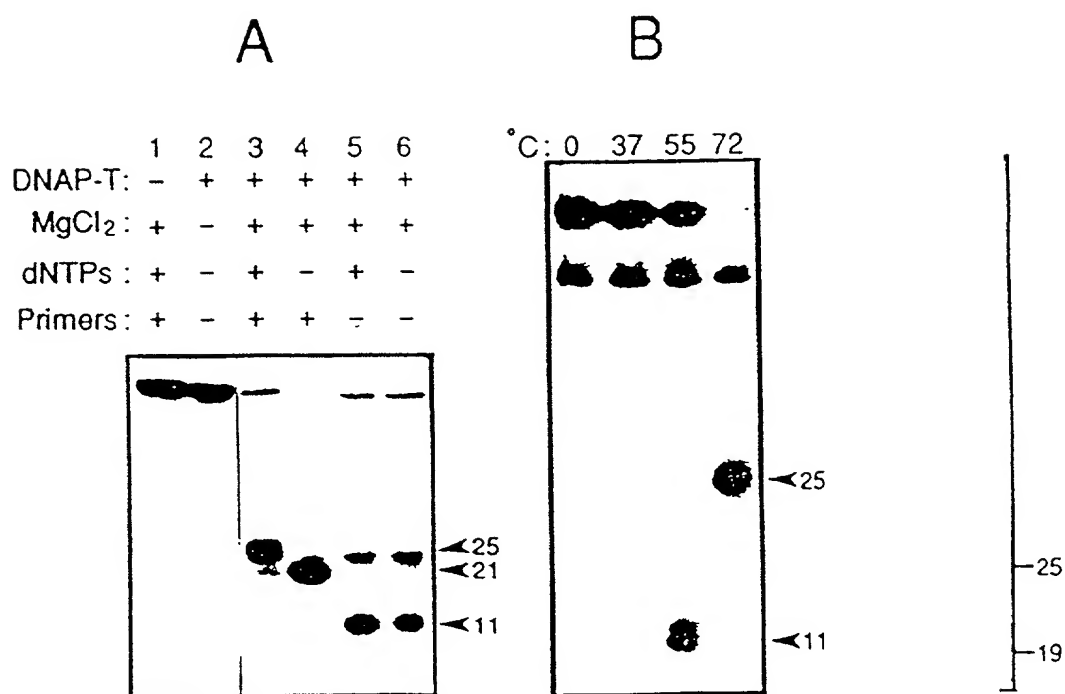 A
B
1 2 3 4 5 6
DNAP-T: - + + + + +
MgCl₂: + - + + + +
dNTPs: + - + - + -
Primers: + - + + - -
°C: 0 37 55 72
25
21
11
25
11
25
19